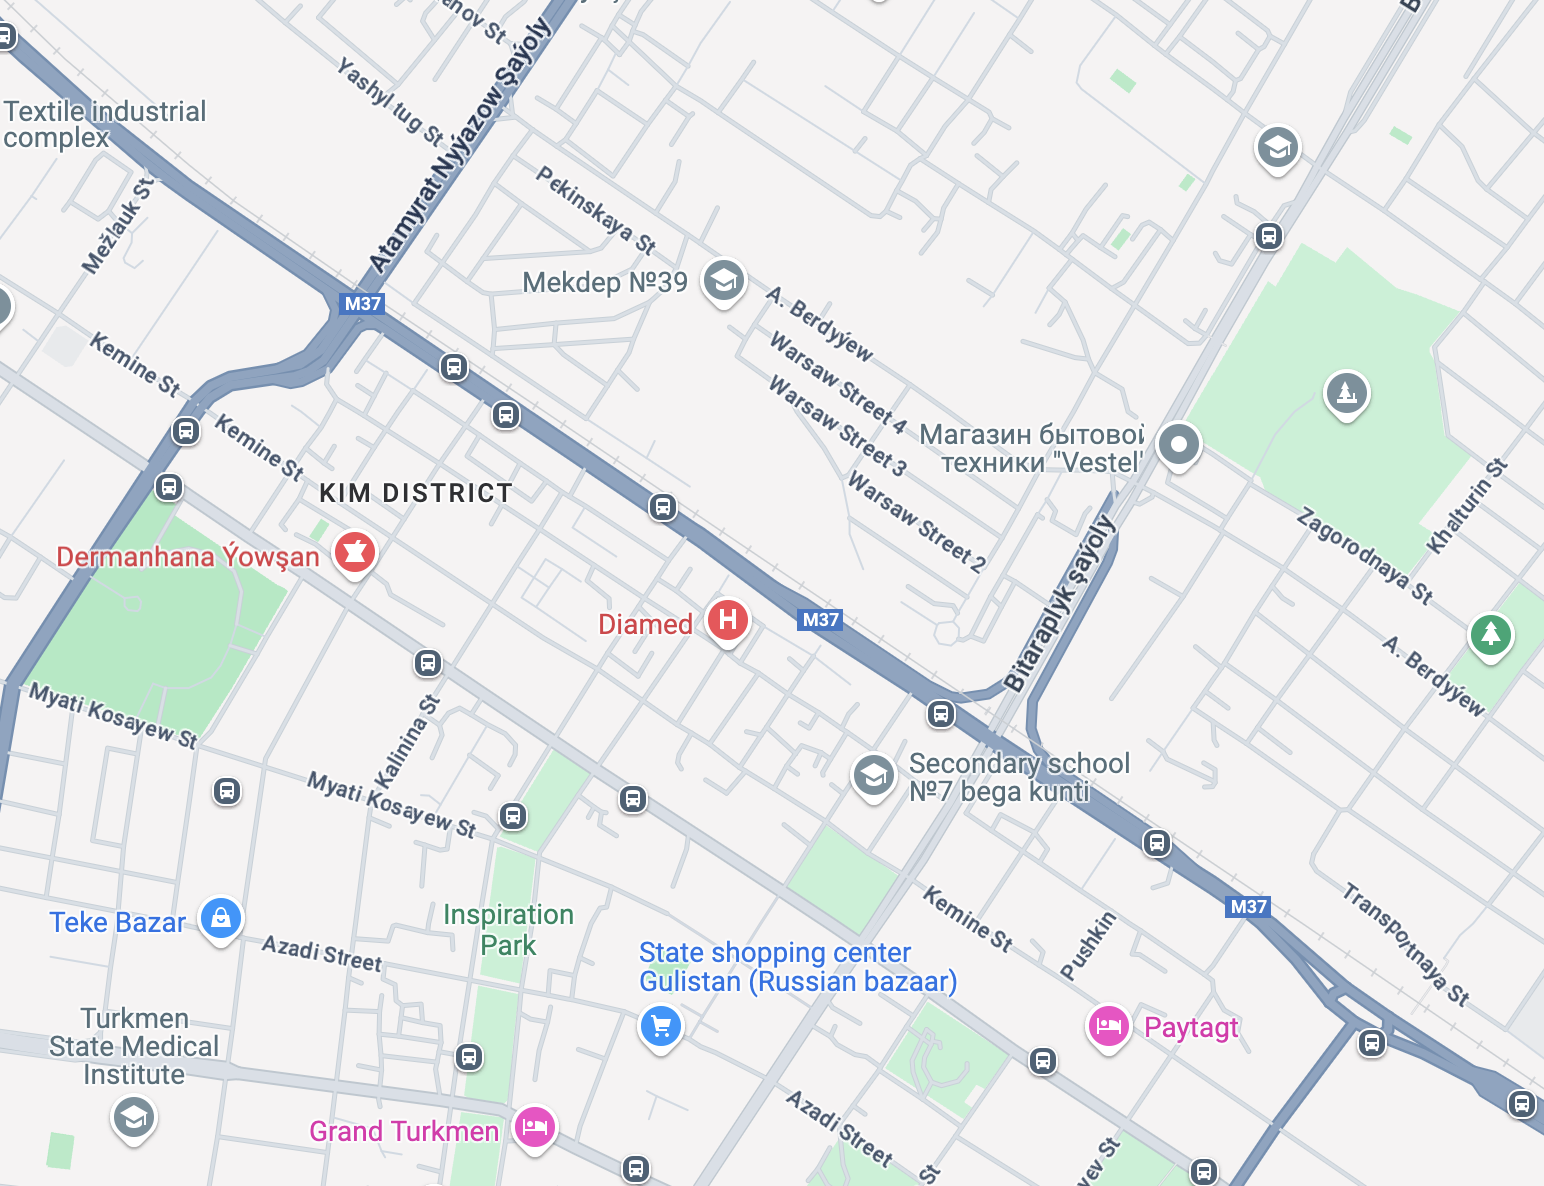 Yashyl tug St
Atamyrat Nyýazow Şaýoly
Textile industrial
complex
Mežlauk St
Pekinskaya St
Mekdep №39
M37
A. Berdyýew
Kemine St
Warsaw Street 4
Warsaw Street 3
Kemine St
Магазин бытовой
техники "Vestel"
KIM DISTRICT
Warsaw Street 2
Khalturin St
Zagorodnaya St
Dermanhana Ýowşan
Bitaraplyk şaýoly
Diamed
M37
A. Berdyýew
Myati Kosayew St
Kalinina St
Secondary school
№7 bega kunti
Myati Kosayew St
Teke Bazar
Inspiration
Park
Kemine St
M37
Pushkin
Transportnaya St
Azadi Street
State shopping center
Gulistan (Russian bazaar)
Turkmen
State Medical
Institute
Paytagt
Grand Turkmen
Azadi Street
St